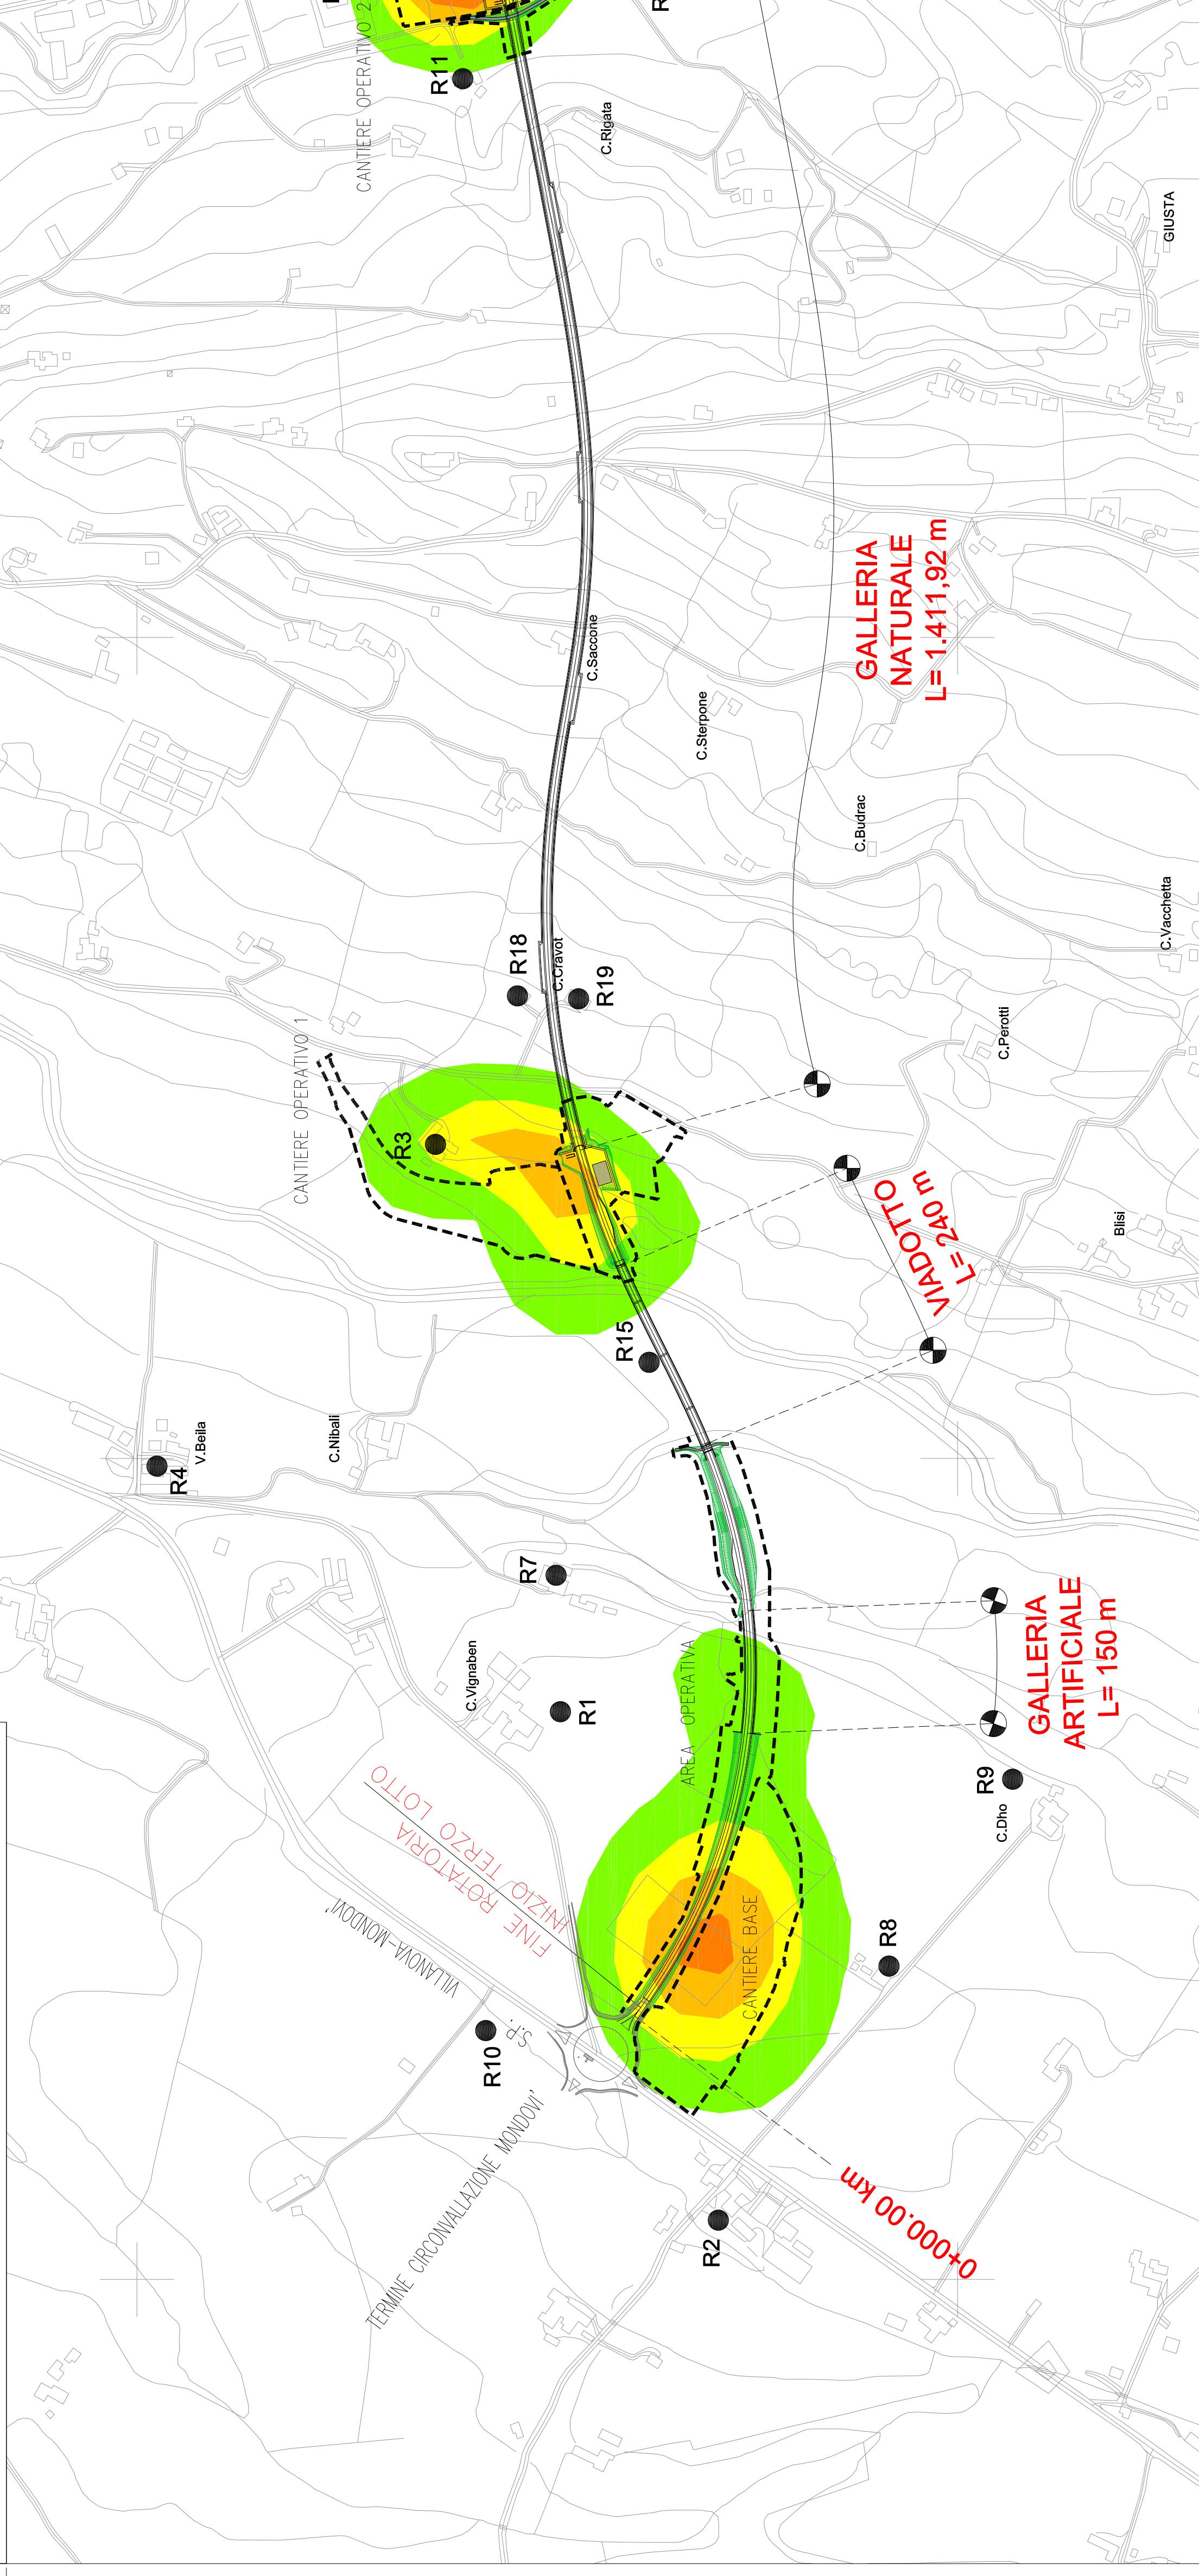 CANTIERE OPERATIVO 2
R11
C.Rigata
GIUSTA
GALLERIA
NATURALE
L= 1.411,92 m
C.Saccone
C.Sterpone
C.Budrac
C.Vacchetta
R18
C.Cravot
R19
C.Perotti
CANTIERE OPERATIVO 1
R3
VIADOTTO
L= 240 m
Blisi
R15
R4
V.Beila
C.Nibali
R7
C.Vignaben
R1
AREA OPERATIVA
GALLERIA
ARTIFICIALE
L= 150 m
R9
C.Dho
FINE ROTATORIA
INIZIO TERZO LOTTO
S.P. VILLANOVA-MONDOVI'
CANTIERE BASE
R8
R10
TERMINE CIRCONVALLAZIONE MONDOVI'
R2
0+000.00 km